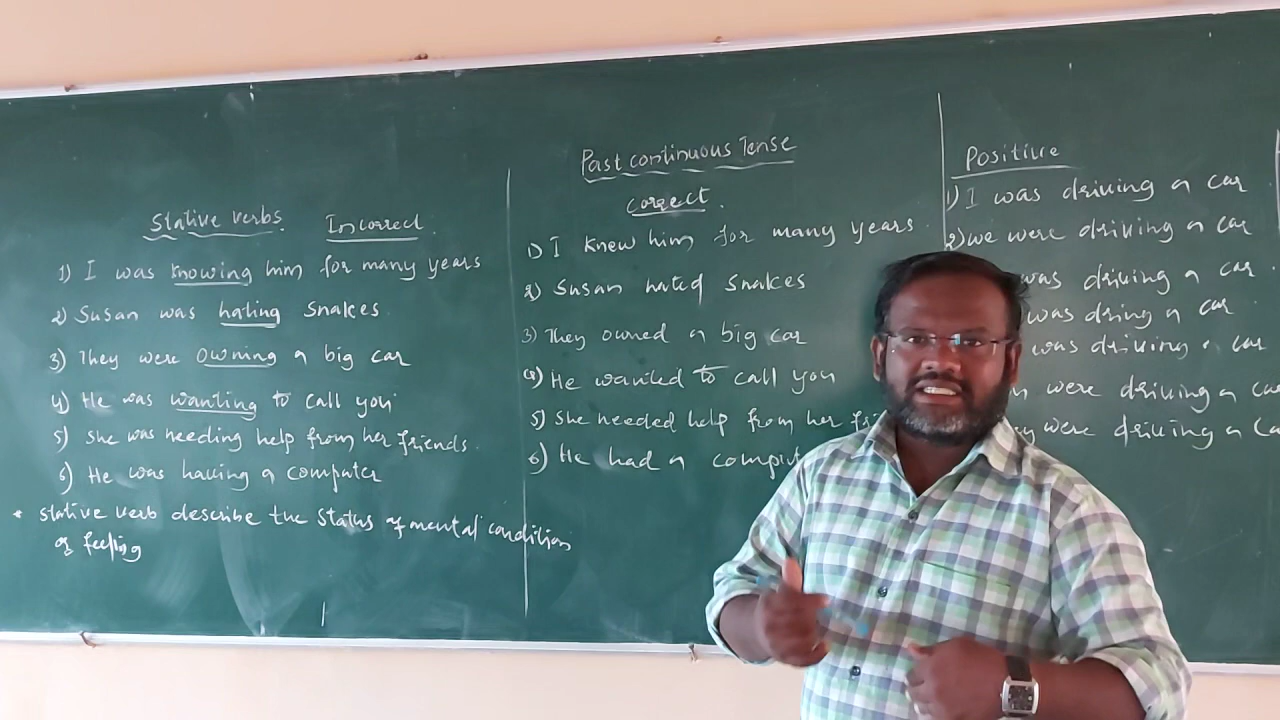 Stative verbs. Incorrect.
1) I was knowing him for many years
2) Susan was hating snakes.
3) They were owning a big car
4) He was wanting to call you
5) She was needing help from her friends.
6) He was having a computer
* Stative verb describe the status of mental condition
of feeling
Past continuous Tense
correct.
1) I knew him for many years.
2) Susan hated snakes
3) They owned a big car
4) He wanted to call you
5) She needed help from her
6) He had a
Positive
1) I was driving a car
2) we were driving a car
was driving a car.
was dring a car
was driving a car
were driving a
were driving a